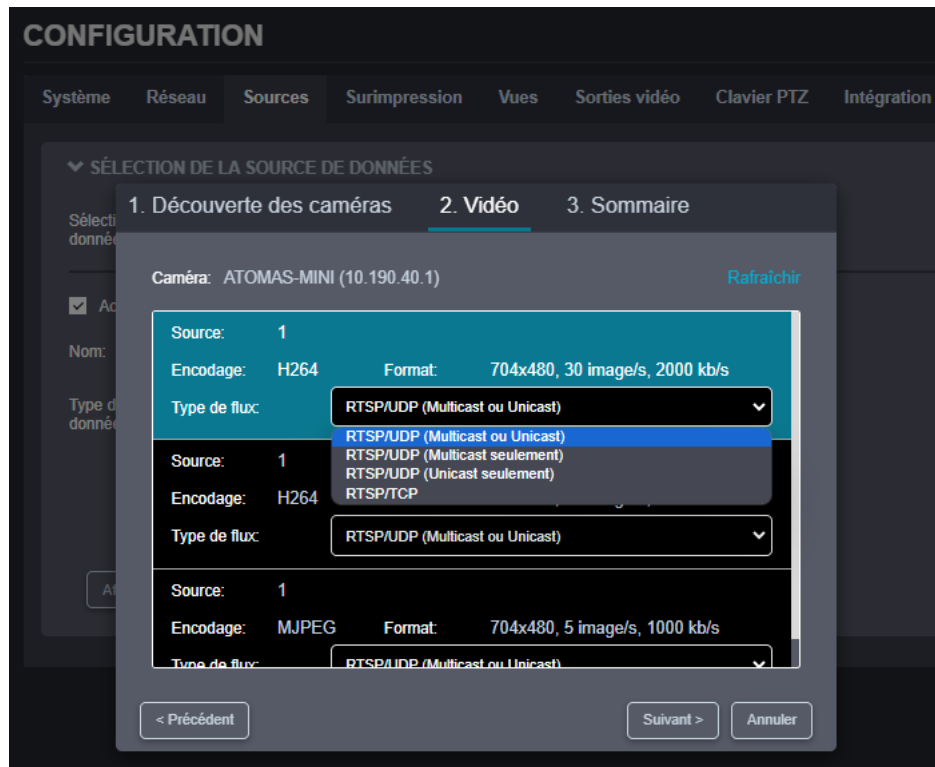 CONFIGURATION
Système Réseau Sources Surimpression Vues Sorties vidéo Clavier PTZ Intégration
SÉLECTION DE LA SOURCE DE DONNÉES
1. Découverte des caméras 2. Vidéo 3. Sommaire
Caméra: ATOMAS-MINI (10.190.40.1) Rafraîchir
Nom:
Source: 1
Encodage: H264 Format: 704x480, 30 image/s, 2000 kb/s
Type de flux: RTSP/UDP (Multicast ou Unicast)
RTSP/UDP (Multicast ou Unicast)
RTSP/UDP (Multicast seulement)
RTSP/UDP (Unicast seulement)
RTSP/TCP
Source: 1
Encodage: H264
Type de flux: RTSP/UDP (Multicast ou Unicast)
Source: 1
Encodage: MJPEG Format: 704x480, 5 image/s, 1000 kb/s
Type de flux: RTSP/UDP (Multicast ou Unicast)
< Précédent Suivant > Annuler